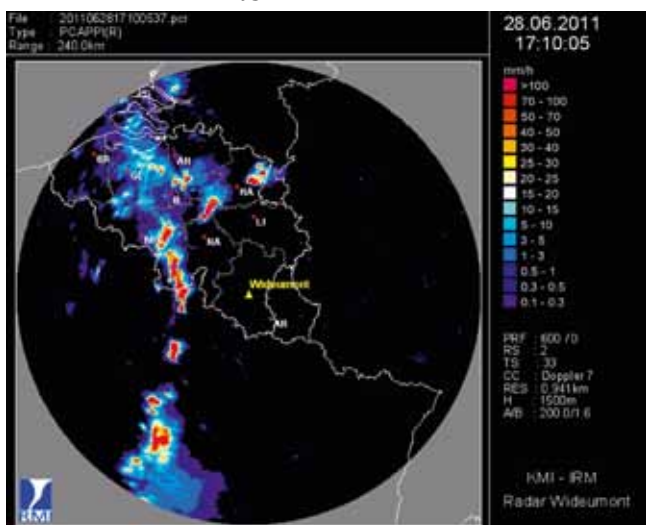 File : 2011062817100537.pcr
Type : PCAPPI(R)
Range : 240.0km
28.06.2011
17:10:05
mm/h
>100
70 - 100
50 - 70
40 - 50
30 - 40
25 - 30
20 - 25
15 - 20
10 - 15
5 - 10
3 - 5
1 - 3
0.5 - 1
0.3 - 0.5
0.1 - 0.3
BR
AN
GE
HA
B
LI
NA
Wideumont
AR
PRF : 600 / 0
RS : 2
TS : 33
CC : Doppler 7
RES : 0.941km
H : 1500m
A/B : 200.0/1.6
KMI - IRM
Radar Wideumont
RMI